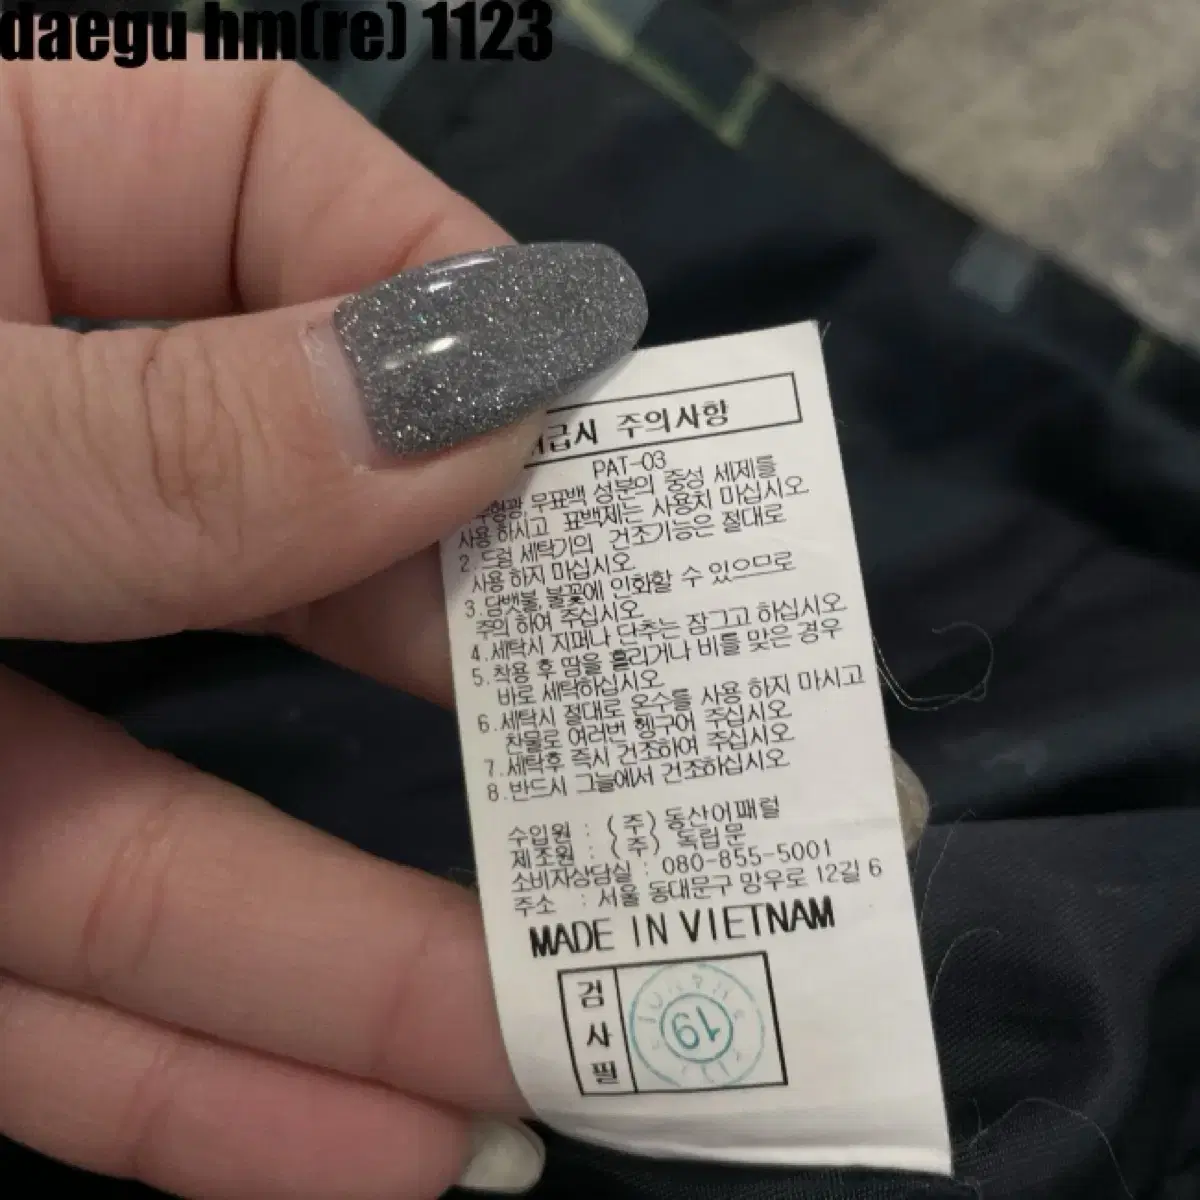 daegu hm(re) 1123
급시 주의사항
PAT-03
무형광 무표백 성분의 중성 세제를
사용 하시고 표백제는 사용치 마십시오
2. 드럼 세탁기의 건조기능은 절대로
사용 하지 마십시오
3. 담뱃불,불꽃에 인화할 수 있으므로
주의 하여 주십시오
4. 세탁시 지퍼나 단추는 잠그고 하십시오
5. 착용 후 땀을 흘리거나 비를 맞은 경우
바로 세탁하십시오
6. 세탁시 절대로 온수를 사용 하지 마시고
찬물로 여러번 헹구어 주십시오
7. 세탁후 즉시 건조하여 주십시오
8. 반드시 그늘에서 건조하십시오
수입원 : (주) 동산어패럴
제조원 : (주) 독립문
소비자상담실 : 080-855-5001
주소 : 서울 동대문구 망우로 12길 6
MADE IN VIETNAM
검사필
19